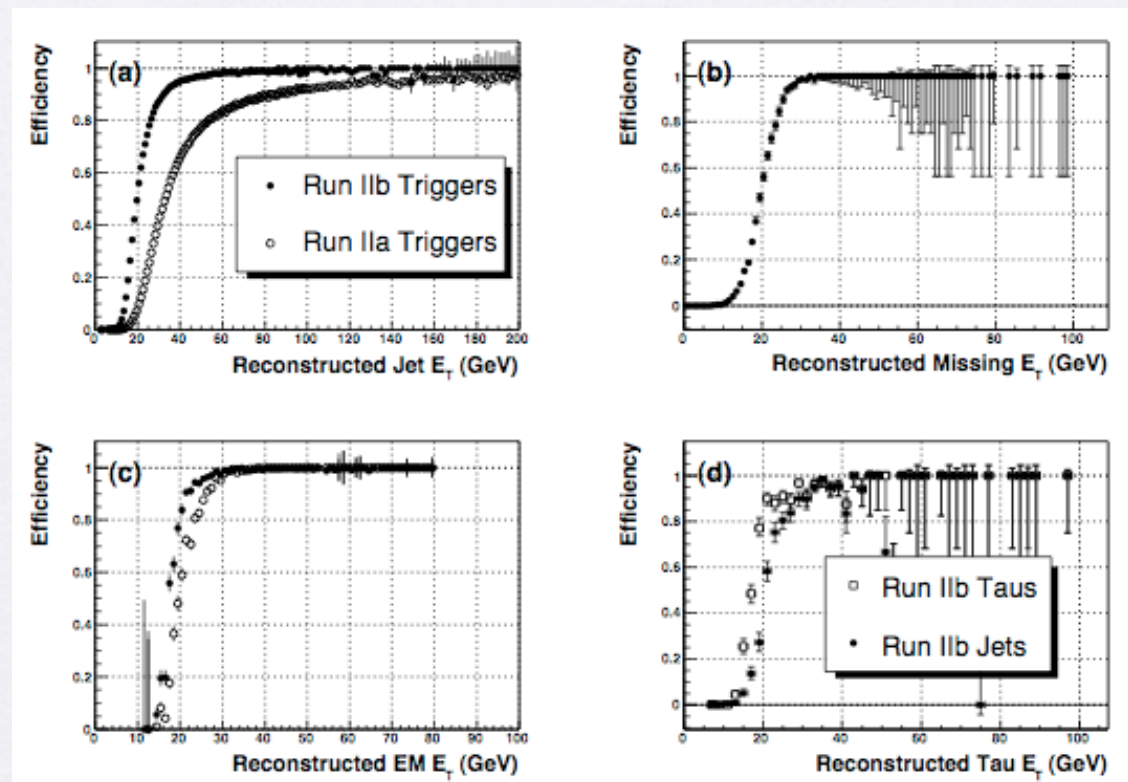 (a)
Efficiency
1
0.8
0.6
0.4
0.2
0
Run IIb Triggers
Run IIa Triggers
0 20 40 60 80 100 120 140 160 180 200
Reconstructed Jet E_T (GeV)
(b)
Efficiency
1
0.8
0.6
0.4
0.2
0
0 20 40 60 80 100
Reconstructed Missing E_T (GeV)
(c)
Efficiency
1
0.8
0.6
0.4
0.2
0
0 10 20 30 40 50 60 70 80 90 100
Reconstructed EM E_T (GeV)
(d)
Efficiency
1
0.8
0.6
0.4
0.2
0
Run IIb Taus
Run IIb Jets
0 20 40 60 80 100
Reconstructed Tau E_T (GeV)